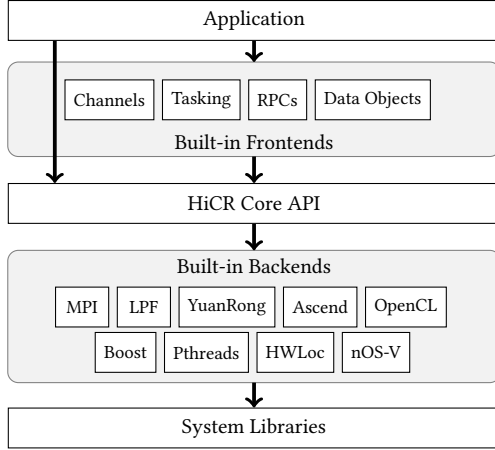 Application
Channels Tasking RPCs Data Objects
Built-in Frontends
HiCR Core API
Built-in Backends
MPI LPF YuanRong Ascend OpenCL
Boost Pthreads HWLoc nOS-V
System Libraries